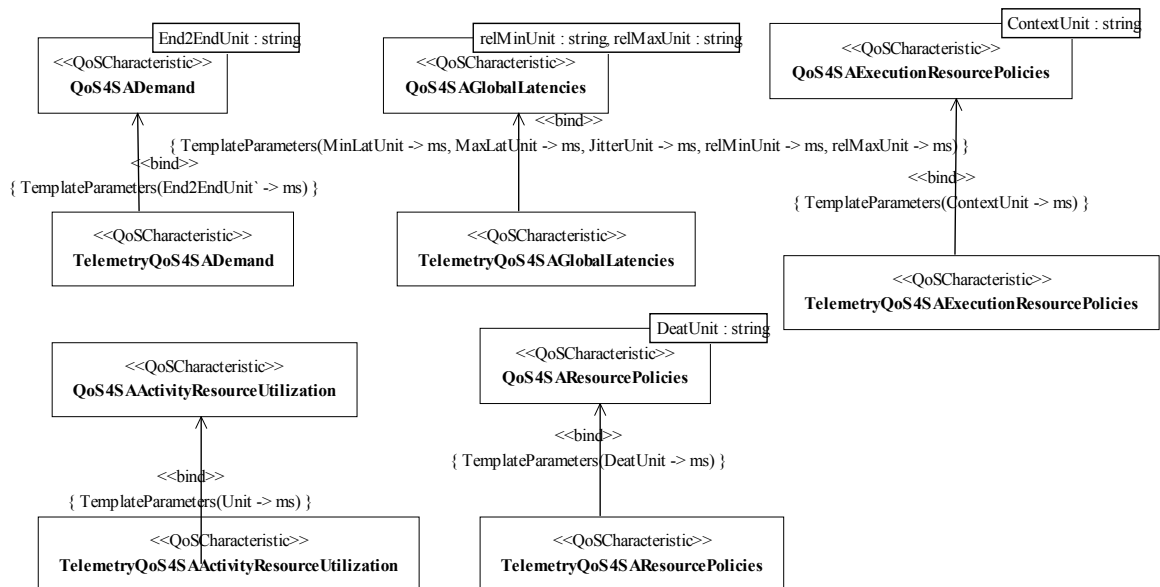 End2EndUnit : string
<<QoSCharacteristic>>
QoS4SADemand
relMinUnit : string, relMaxUnit : string
<<QoSCharacteristic>>
QoS4SAGlobalLatencies
ContextUnit : string
<<QoSCharacteristic>>
QoS4SAExecutionResourcePolicies
<<bind>>
{ TemplateParameters(MinLatUnit -> ms, MaxLatUnit -> ms, JitterUnit -> ms, relMinUnit -> ms, relMaxUnit -> ms) }
<<bind>>
{ TemplateParameters(End2EndUnit` -> ms) }
<<bind>>
{ TemplateParameters(ContextUnit -> ms) }
<<QoSCharacteristic>>
TelemetryQoS4SADemand
<<QoSCharacteristic>>
TelemetryQoS4SAGlobalLatencies
<<QoSCharacteristic>>
TelemetryQoS4SAExecutionResourcePolicies
<<QoSCharacteristic>>
QoS4SAActivityResourceUtilization
DeatUnit : string
<<QoSCharacteristic>>
QoS4SAResourcePolicies
<<bind>>
{ TemplateParameters(Unit -> ms) }
<<bind>>
{ TemplateParameters(DeatUnit -> ms) }
<<QoSCharacteristic>>
TelemetryQoS4SAActivityResourceUtilization
<<QoSCharacteristic>>
TelemetryQoS4SAResourcePolicies